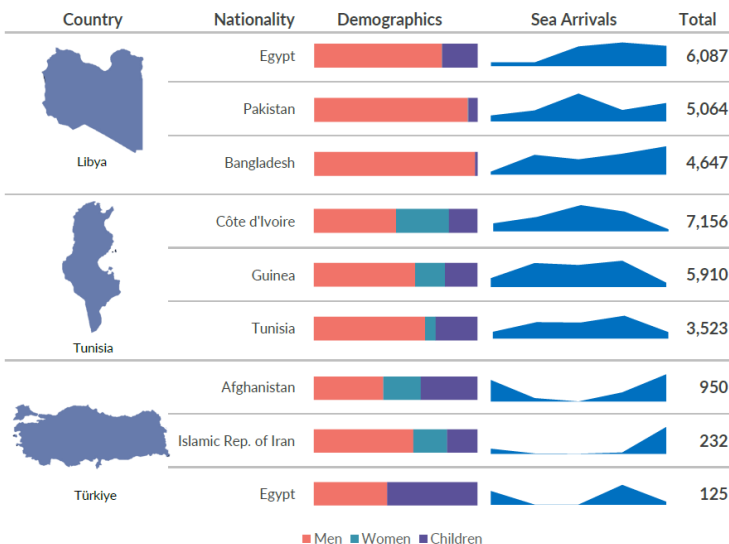 Country Nationality Demographics Sea Arrivals Total
Egypt 6,087
Pakistan 5,064
Bangladesh 4,647
Libya
Côte d'Ivoire 7,156
Guinea 5,910
Tunisia 3,523
Tunisia
Afghanistan 950
Islamic Rep. of Iran 232
Egypt 125
Türkiye
Men Women Children